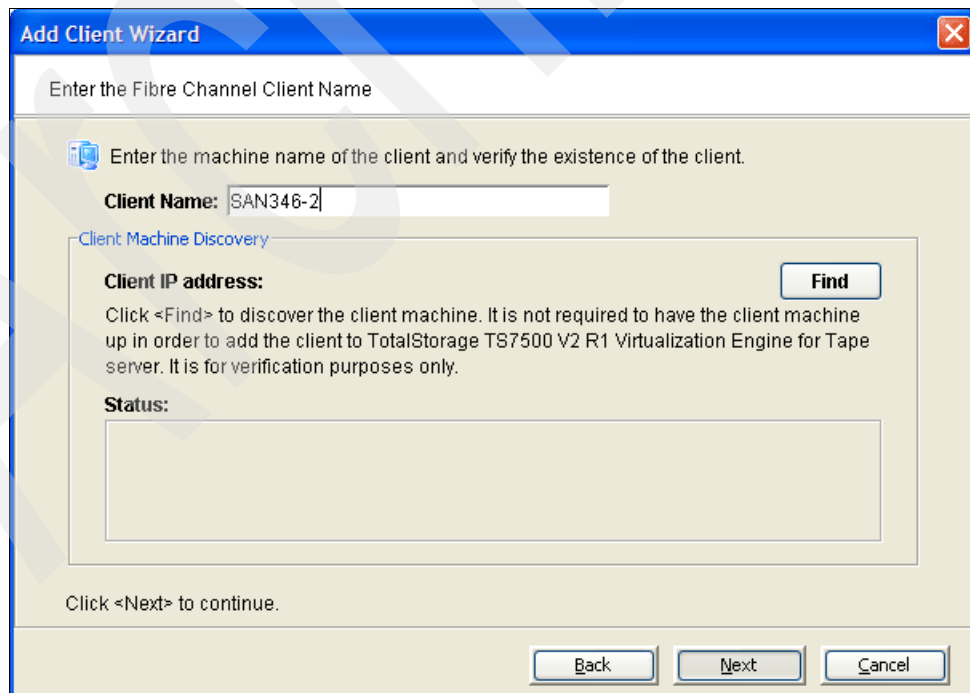 Add Client Wizard
Enter the Fibre Channel Client Name
Enter the machine name of the client and verify the existence of the client.
Client Name: SAN346-2
Client Machine Discovery
Client IP address:
Find
Click <Find> to discover the client machine. It is not required to have the client machine
up in order to add the client to TotalStorage TS7500 V2 R1 Virtualization Engine for Tape
server. It is for verification purposes only.
Status:
Click <Next> to continue.
Back Next Cancel